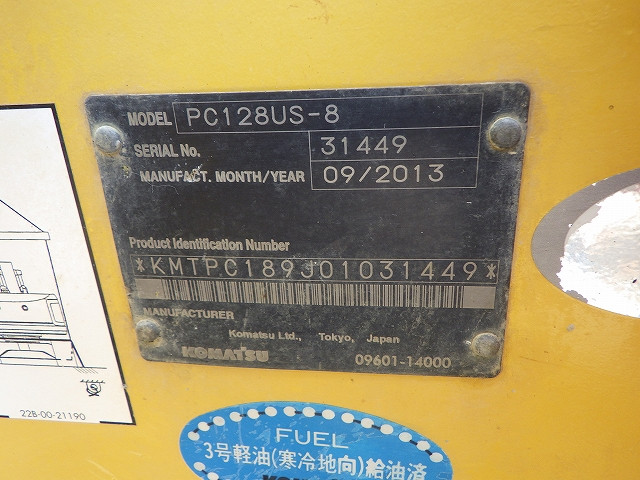 MODEL PC128US-8
SERIAL No. 31449
MANUFACT. MONTH/YEAR 09/2013
Product Identification Number
*KMTPC189J01031449*
MANUFACTURER
Komatsu Ltd., Tokyo, Japan
KOMATSU 09601-14000
22B-00-21190
FUEL
3号軽油(寒冷地向)給油済